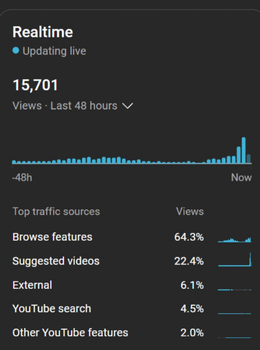 Realtime
Updating live
15,701
Views · Last 48 hours
-48h Now
Top traffic sources Views
Browse features 64.3%
Suggested videos 22.4%
External 6.1%
YouTube search 4.5%
Other YouTube features 2.0%